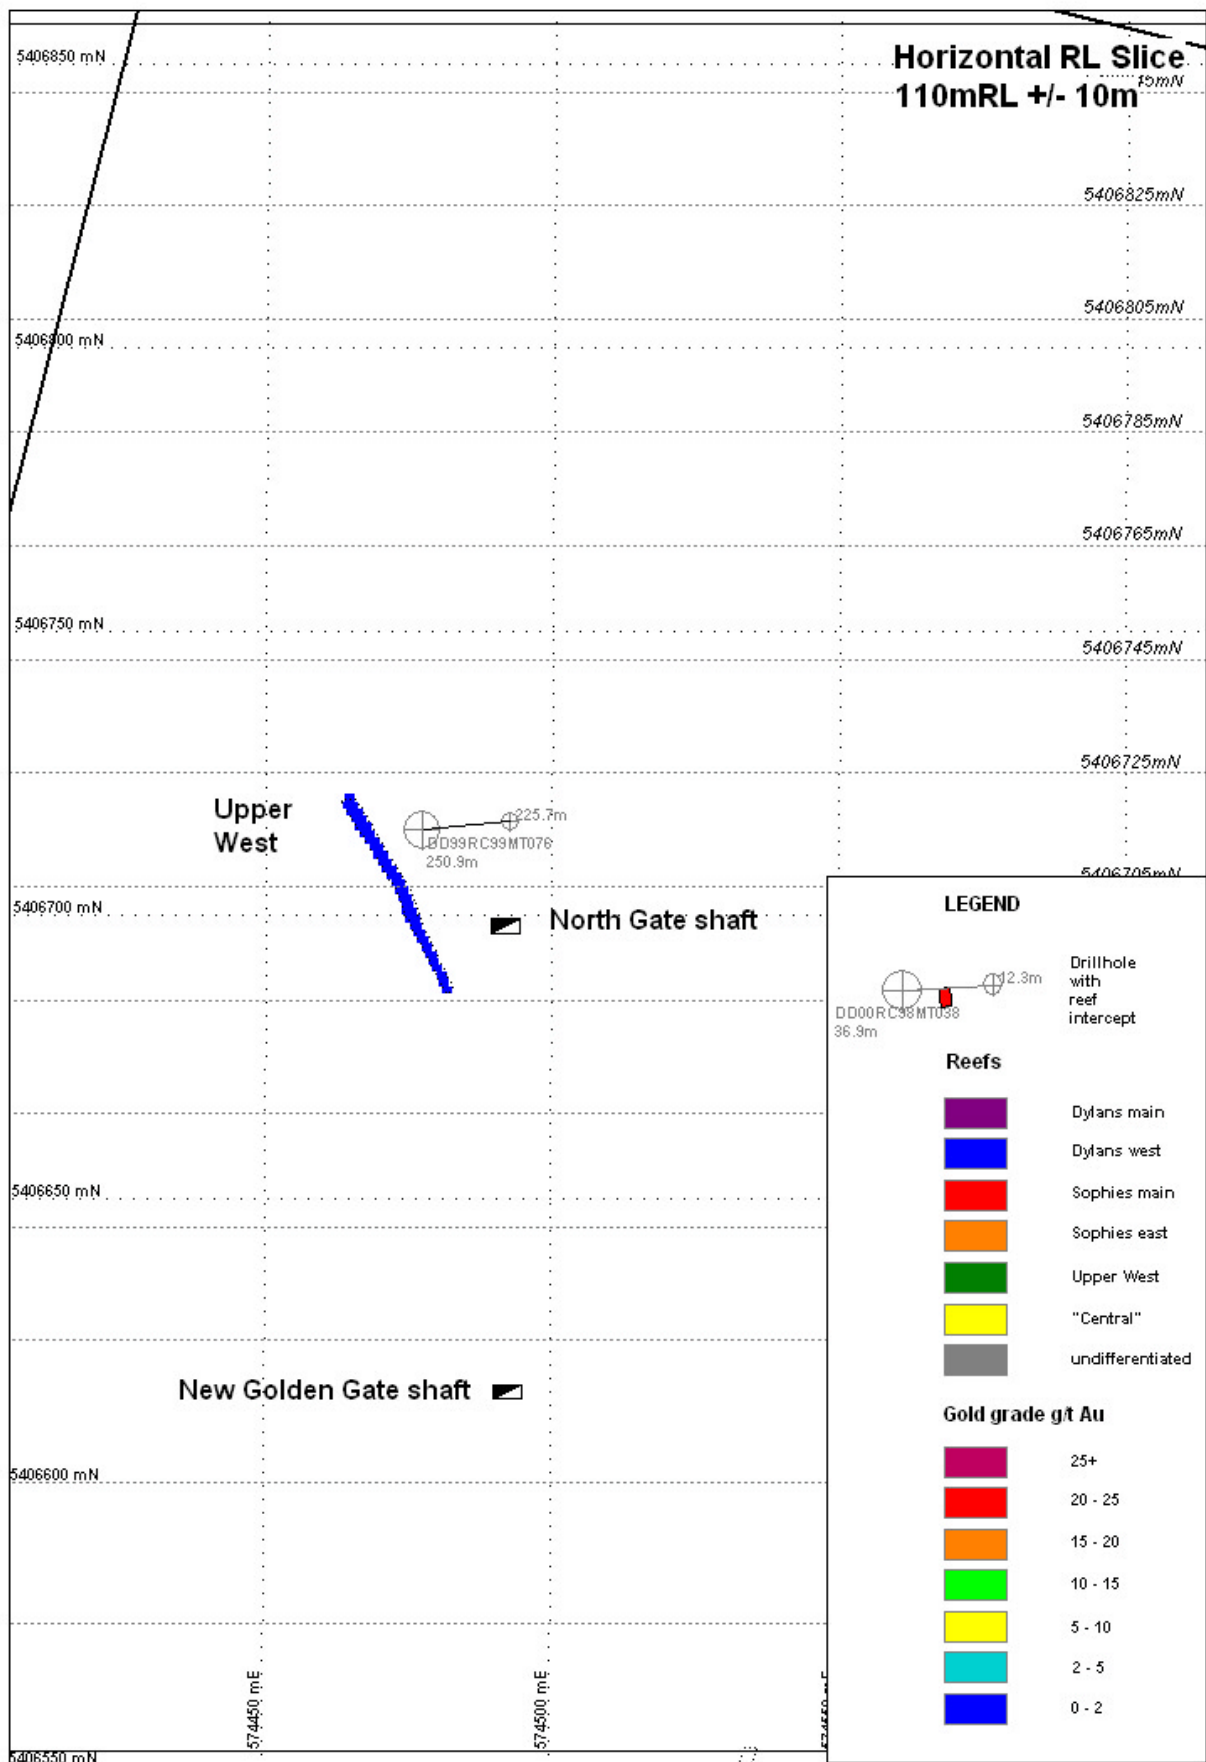 5406850 mN
Horizontal RL Slice
110mRL +/- 10m
5406825mN
5406805mN
5406800 mN
5406785mN
5406765mN
5406750 mN
5406745mN
5406725mN
Upper
West
225.7m
DD99RC99MT076
250.9m
5406705mN
5406700 mN
North Gate shaft
LEGEND
12.3m
DD00RC98MT038
36.9m
Drillhole
with
reef
intercept
Reefs
Dylans main
Dylans west
5406650 mN
Sophies main
Sophies east
Upper West
"Central"
undifferentiated
New Golden Gate shaft
Gold grade g/t Au
25+
5406600 mN
20 - 25
15 - 20
10 - 15
5 - 10
2 - 5
0 - 2
574450 mE
574500 mE
5406550 mN